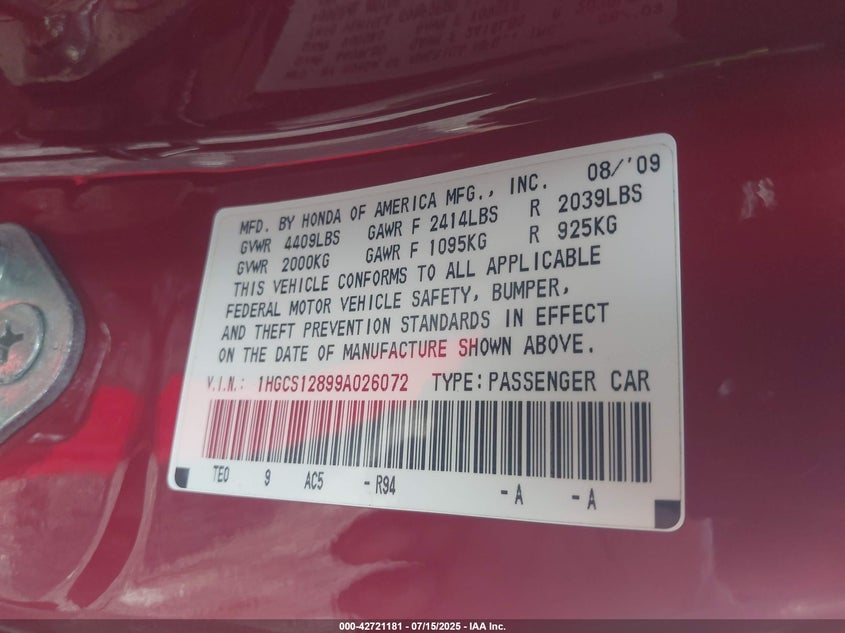 08/'09
MFD. BY HONDA OF AMERICA MFG., INC.
GVWR 4409LBS GAWR F 2414LBS R 2039LBS
GVWR 2000KG GAWR F 1095KG R 925KG
THIS VEHICLE CONFORMS TO ALL APPLICABLE
FEDERAL MOTOR VEHICLE SAFETY, BUMPER,
AND THEFT PREVENTION STANDARDS IN EFFECT
ON THE DATE OF MANUFACTURE SHOWN ABOVE.
V.I.N.: 1HGCS12899A026072 TYPE: PASSENGER CAR
TE0 9 AC5 - R94 - A - A
000-42721181 - 07/15/2025 - IAA Inc.